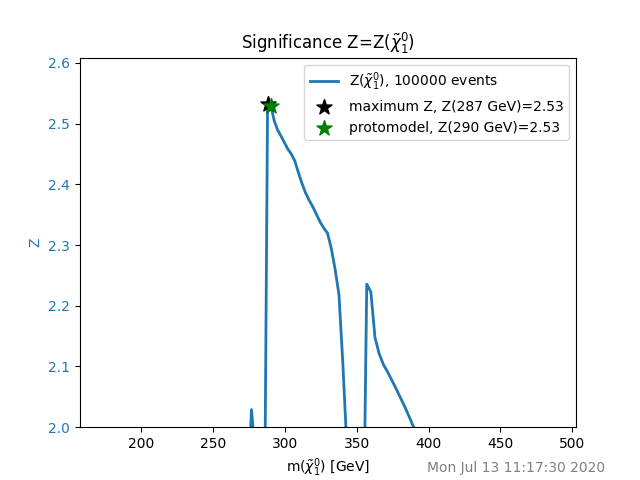 Significance Z=Z(χ̃₁⁰)
Z(χ̃₁⁰), 100000 events
maximum Z, Z(287 GeV)=2.53
protomodel, Z(290 GeV)=2.53
2.6
2.5
2.4
2.3
2.2
2.1
2.0
Z
200 250 300 350 400 450 500
m(χ̃₁⁰) [GeV]
Mon Jul 13 11:17:30 2020